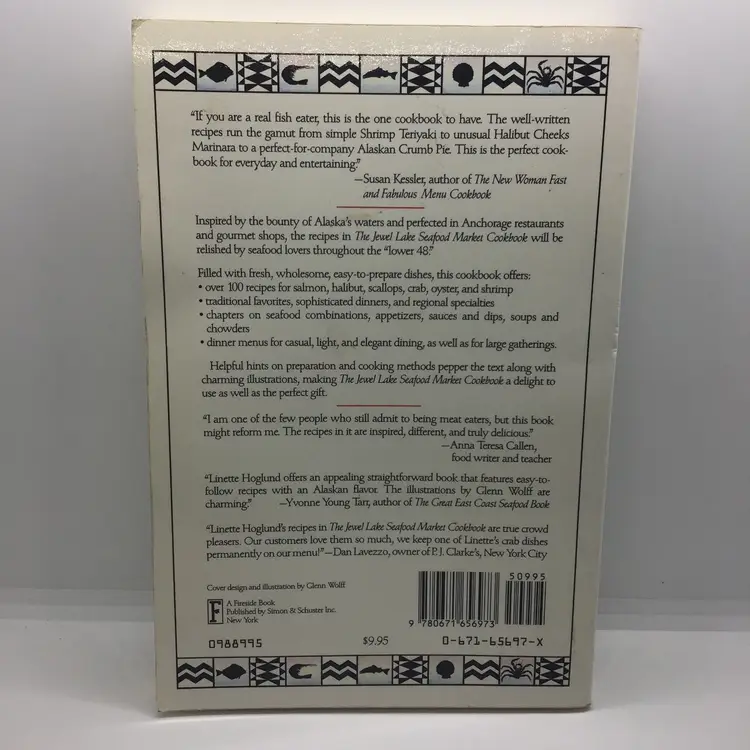 “If you are a real fish eater, this is the one cookbook to have. The well-written
recipes run the gamut from simple Shrimp Teriyaki to unusual Halibut Cheeks
Marinara to a perfect-for-company Alaskan Crumb Pie. This is the perfect cook-
book for everyday and entertaining.”
—Susan Kessler, author of The New Woman Fast
and Fabulous Menu Cookbook
Inspired by the bounty of Alaska's waters and perfected in Anchorage restaurants
and gourmet shops, the recipes in The Jewel Lake Seafood Market Cookbook will be
relished by seafood lovers throughout the “lower 48.”
Filled with fresh, wholesome, easy-to-prepare dishes, this cookbook offers:
• over 100 recipes for salmon, halibut, scallops, crab, oyster, and shrimp
• traditional favorites, sophisticated dinners, and regional specialties
• chapters on seafood combinations, appetizers, sauces and dips, soups and
chowders
• dinner menus for casual, light, and elegant dining, as well as for large gatherings.
Helpful hints on preparation and cooking methods pepper the text along with
charming illustrations, making The Jewel Lake Seafood Market Cookbook a delight to
use as well as the perfect gift.
“I am one of the few people who still admit to being meat eaters, but this book
might reform me. The recipes in it are inspired, different, and truly delicious.”
—Anna Teresa Callen,
food writer and teacher
“Linette Hoglund offers an appealing straightforward book that features easy-to-
follow recipes with an Alaskan flavor. The illustrations by Glenn Wolff are
charming.” —Yvonne Young Tarr, author of The Great East Coast Seafood Book
“Linette Hoglund's recipes in The Jewel Lake Seafood Market Cookbook are true crowd
pleasers. Our customers love them so much, we keep one of Linette's crab dishes
permanently on our menu!”—Dan Lavezzo, owner of P. J. Clarke's, New York City
Cover design and illustration by Glenn Wolff
F
A Fireside Book
Published by Simon & Schuster Inc.
New York
50995
9 780671 656973
0988995
$9.95
0-671-65697-X